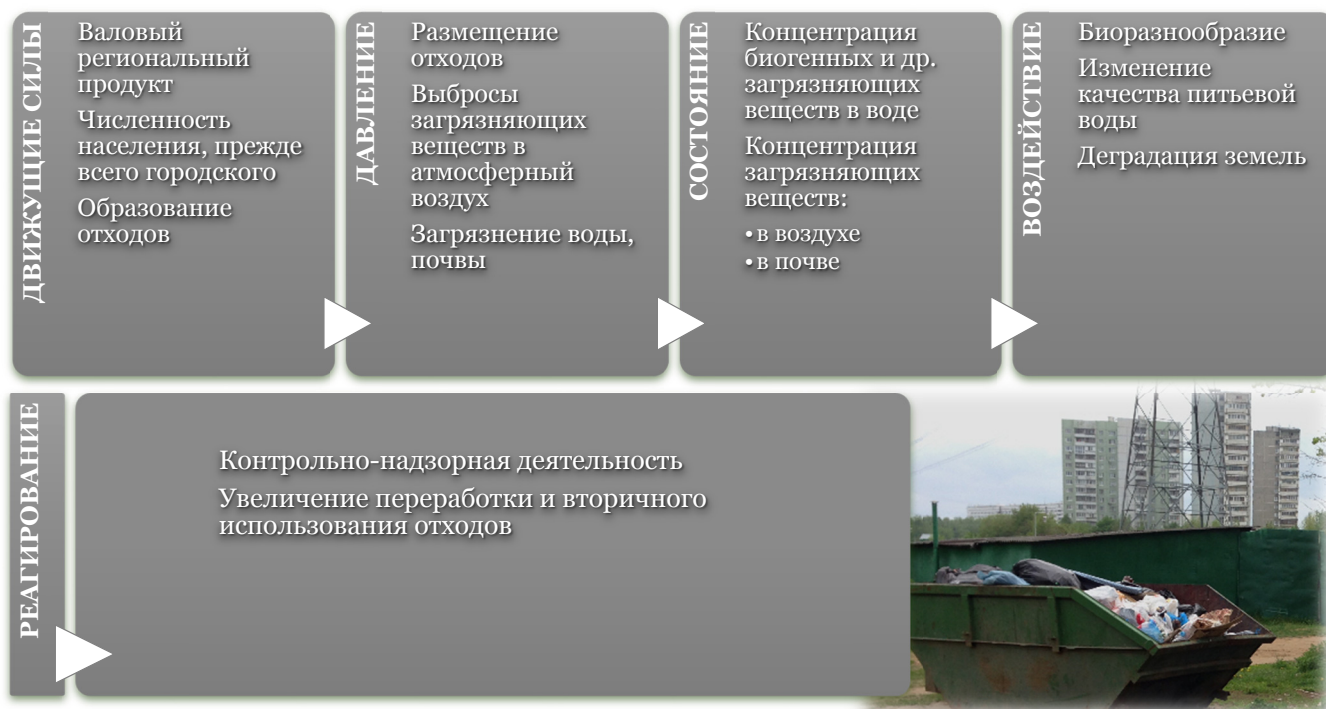 ДВИЖУЩИЕ СИЛЫ
Валовый
региональный
продукт
Численность
населения, прежде
всего городского
Образование
отходов
ДАВЛЕНИЕ
Размещение
отходов
Выбросы
загрязняющих
веществ в
атмосферный
воздух
Загрязнение воды,
почвы
СОСТОЯНИЕ
Концентрация
биогенных и др.
загрязняющих
веществ в воде
Концентрация
загрязняющих
веществ:
• в воздухе
• в почве
ВОЗДЕЙСТВИЕ
Биоразнообразие
Изменение
качества питьевой
воды
Деградация земель
РЕАГИРОВАНИЕ
Контрольно-надзорная деятельность
Увеличение переработки и вторичного
использования отходов